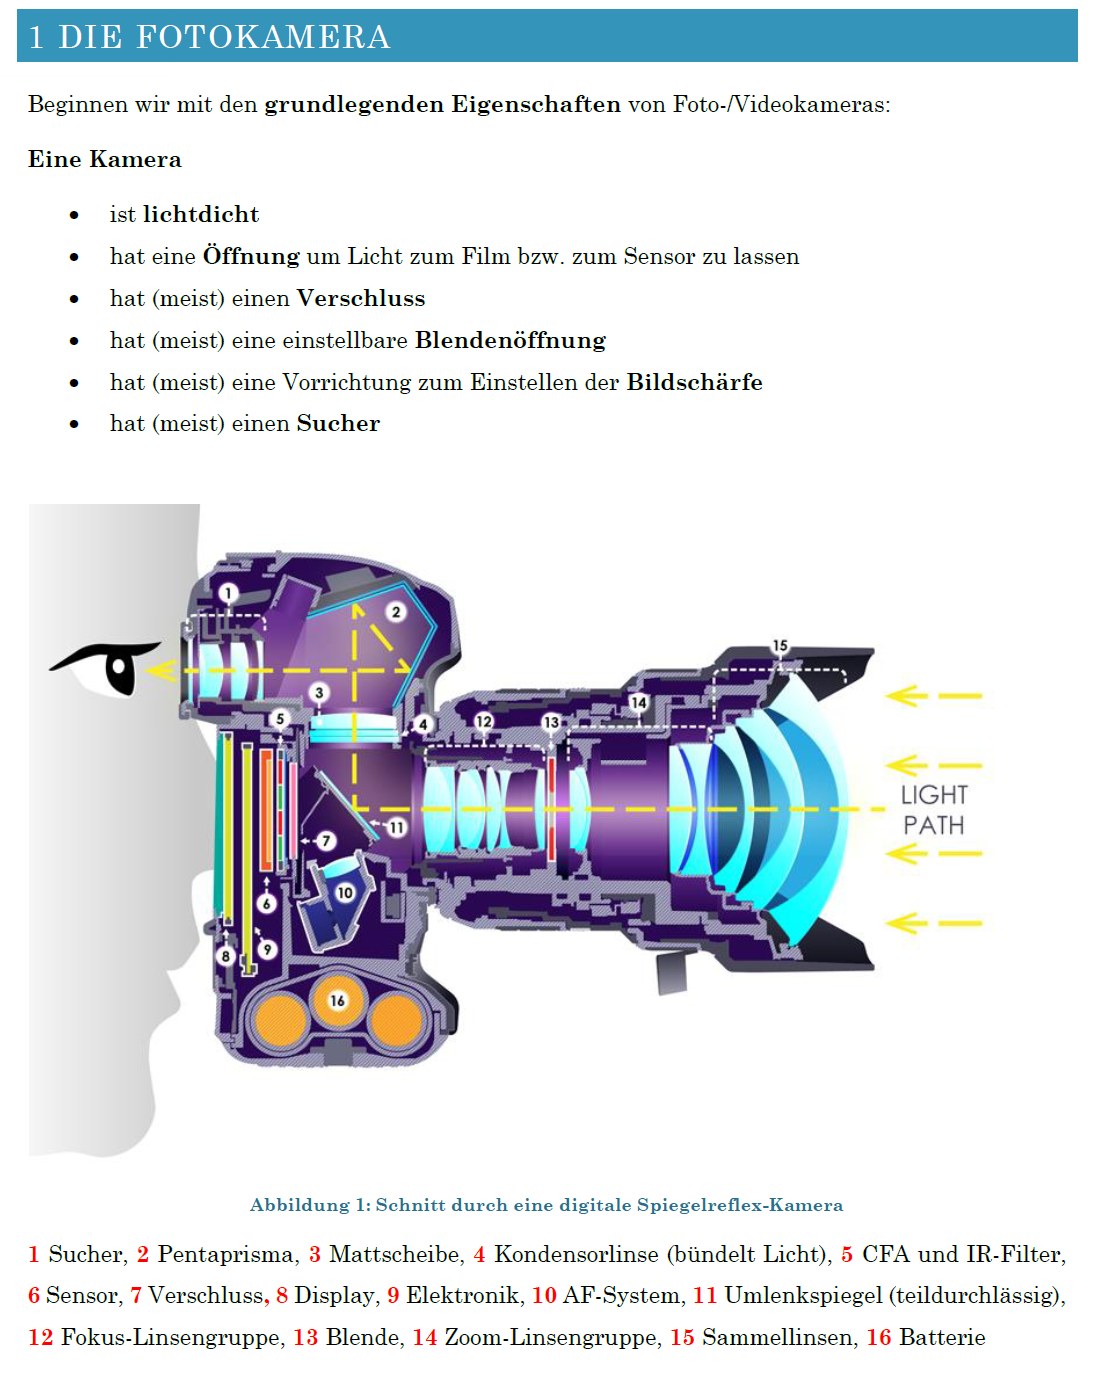 1 DIE FOTOKAMERA
Beginnen wir mit den grundlegenden Eigenschaften von Foto-/Videokameras:
Eine Kamera
• ist lichtdicht
• hat eine Öffnung um Licht zum Film bzw. zum Sensor zu lassen
• hat (meist) einen Verschluss
• hat (meist) eine einstellbare Blendenöffnung
• hat (meist) eine Vorrichtung zum Einstellen der Bildschärfe
• hat (meist) einen Sucher
1
2
3
4
5
12
13
14
15
LIGHT
PATH
11
7
10
6
9
8
16
Abbildung 1: Schnitt durch eine digitale Spiegelreflex-Kamera
1 Sucher, 2 Pentaprisma, 3 Mattscheibe, 4 Kondensorlinse (bündelt Licht), 5 CFA und IR-Filter,
6 Sensor, 7 Verschluss, 8 Display, 9 Elektronik, 10 AF-System, 11 Umlenkspiegel (teildurchlässig),
12 Fokus-Linsengruppe, 13 Blende, 14 Zoom-Linsengruppe, 15 Sammellinsen, 16 Batterie